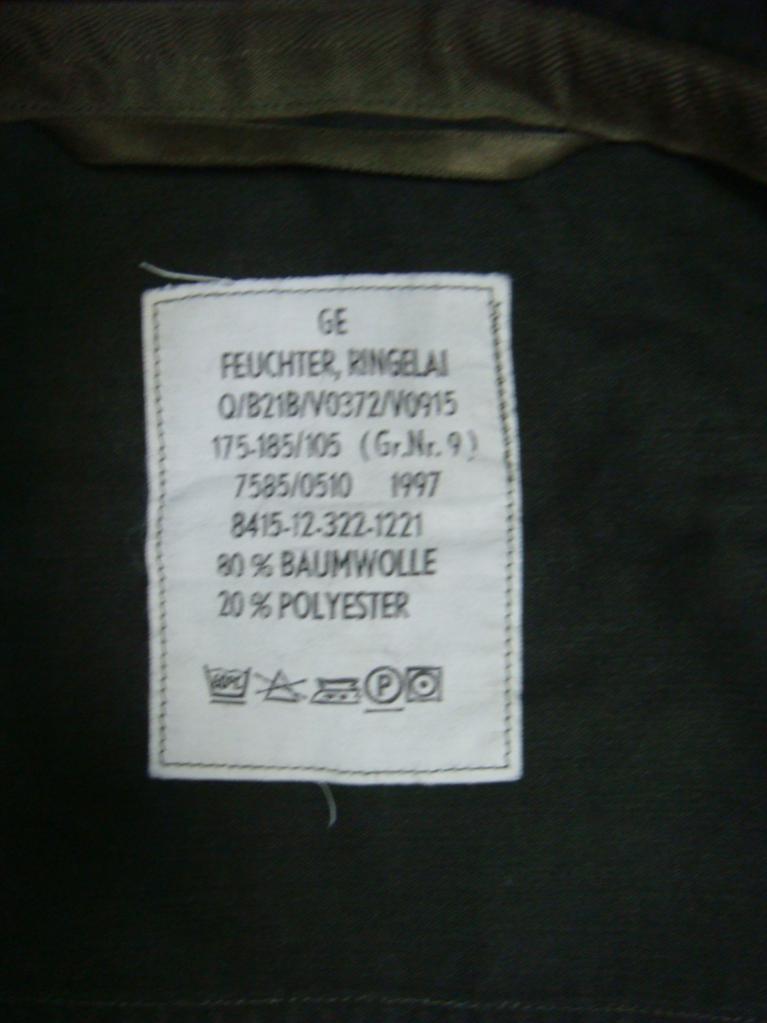 GE
FEUCHTER, RINGELAI
Q/B21B/V0372/V0915
175-185/105 (Gr.Nr. 9)
7585/0510 1997
8415-12-322-1221
80 % BAUMWOLLE
20 % POLYESTER
P